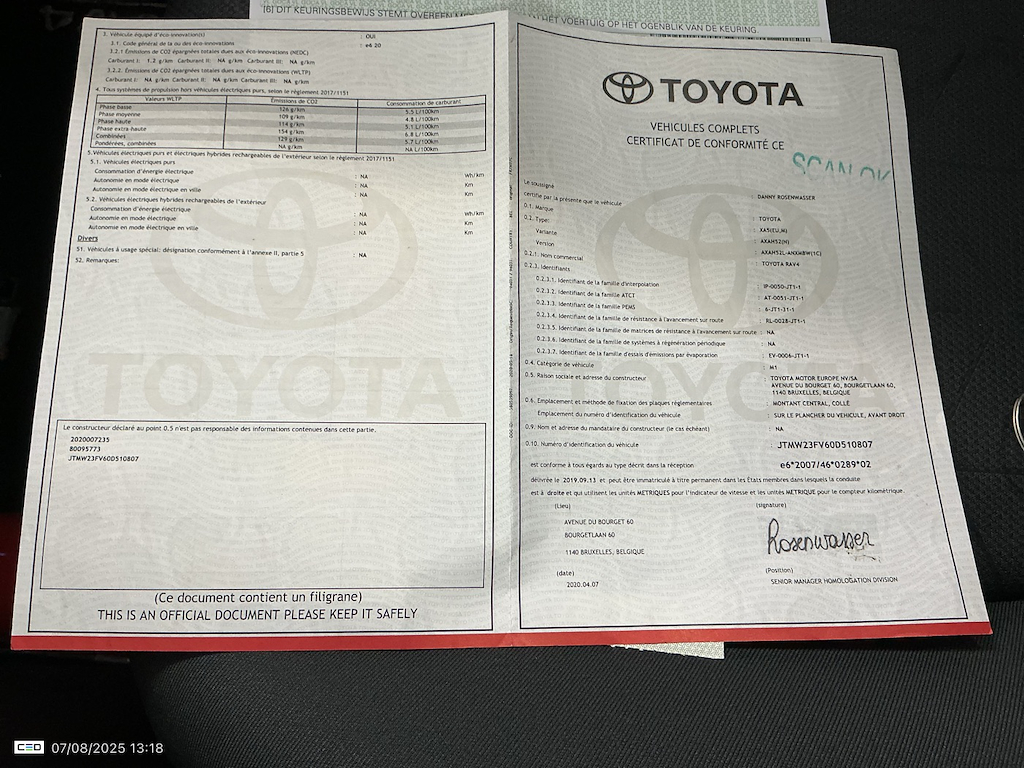 [6] DIT KEURINGSBEWIJS STEMT OVEREEN
HET VOERTUIG OP HET OGENBLIK VAN DE KEURING.
3. Véhicule équipé d'éco-innovation(s) : OUI
3.1. Code général de la ou des éco-innovations : e6 20
3.2.1 Émissions de CO2 épargnées totales dues aux éco-innovations (NEDC)
Carburant I: 1.2 g/km Carburant II: NA g/km Carburant III: NA g/km
3.2.2. Émissions de CO2 épargnées totales dues aux éco-innovations (WLTP)
Carburant I: NA g/km Carburant II: NA g/km Carburant III: NA g/km
4. Tous systèmes de propulsion hors véhicules électriques purs, selon le règlement 2017/1151
Valeurs WLTP Émissions de CO2 Consommation de carburant
Phase basse 126 g/km 5.5 L/100km
Phase moyenne 109 g/km 4.8 L/100km
Phase haute 114 g/km 5.1 L/100km
Phase extra-haute 154 g/km 6.8 L/100km
Combinées 129 g/km 5.7 L/100km
Pondérées, combinées NA g/km NA L/100km
5.Véhicules électriques purs et électriques hybrides rechargeables de l'extérieur selon le règlement 2017/1151
5.1. Véhicules électriques purs
Consommation d'énergie électrique : NA Wh/km
Autonomie en mode électrique : NA Km
Autonomie en mode électrique en ville : NA Km
5.2. Véhicules électriques hybrides rechargeables de l'extérieur
Consommation d'énergie électrique : NA Wh/km
Autonomie en mode électrique : NA Km
Autonomie en mode électrique en ville : NA Km
Divers
51. Véhicules à usage spécial: désignation conformément à l'annexe II, partie 5 : NA
52. Remarques:
TOYOTA
Le constructeur déclaré au point 0.5 n'est pas responsable des informations contenues dans cette partie.
2020007235
80095773
JTMW23FV60D510807
(Ce document contient un filigrane)
THIS IS AN OFFICIAL DOCUMENT PLEASE KEEP IT SAFELY
TOYOTA
VEHICULES COMPLETS
CERTIFICAT DE CONFORMITÉ CE
SCAN OK
Le soussigné : DANNY ROSENWASSER
certifie par la présente que le véhicule
0.1. Marque : TOYOTA
0.2. Type: : XA5(EU,M)
Variante : AXAH52(H)
Version : AXAH52L-ANXMBW(1C)
0.2.1. Nom commercial : TOYOTA RAV4
0.2.3. Identifiants
0.2.3.1. Identifiant de la famille d'interpolation : IP-0050-JT1-1
0.2.3.2. Identifiant de la famille ATCT : AT-0051-JT1-1
0.2.3.3. Identifiant de la famille PEMS : 6-JT1-31-1
0.2.3.4. Identifiant de la famille de résistance à l'avancement sur route : RL-0028-JT1-1
0.2.3.5. Identifiant de la famille de matrices de résistance à l'avancement sur route : NA
0.2.3.6. Identifiant de la famille de systèmes à régénération périodique : NA
0.2.3.7. Identifiant de la famille d'essais d'émissions par évaporation : EV-0006-JT1-1
0.4. Catégorie de véhicule : M1
0.5. Raison sociale et adresse du constructeur : TOYOTA MOTOR EUROPE NV/SA
AVENUE DU BOURGET 60, BOURGETLAAN 60,
1140 BRUXELLES, BELGIQUE
0.6. Emplacement et méthode de fixation des plaques réglementaires : MONTANT CENTRAL, COLLÉ
Emplacement du numéro d'identification du véhicule : SUR LE PLANCHER DU VEHICULE, AVANT DROIT
0.9. Nom et adresse du mandataire du constructeur (le cas échéant) : NA
0.10. Numéro d'identification du véhicule : JTMW23FV60D510807
est conforme à tous égards au type décrit dans la réception e6*2007/46*0289*02
délivrée le 2019.09.13 et peut être immatriculé à titre permanent dans les États membres dans lesquels la conduite
est à droite et qui utilisent les unités METRIQUES pour l'indicateur de vitesse et les unités METRIQUE pour le compteur kilométrique.
(Lieu) (signature)
AVENUE DU BOURGET 60
BOURGETLAAN 60
1140 BRUXELLES, BELGIQUE
Rosenwasser
(date) (Position)
2020.04.07 SENIOR MANAGER HOMOLOGATION DIVISION
CEO 07/08/2025 13:18